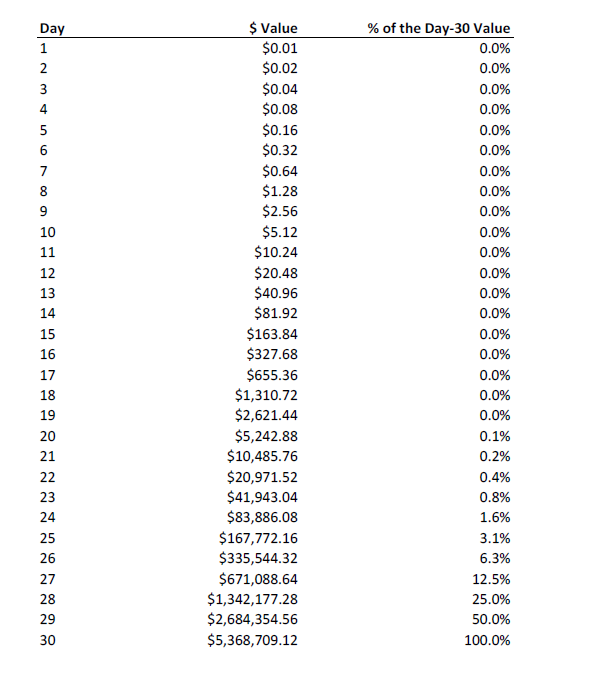 Day $ Value % of the Day-30 Value
1 $0.01 0.0%
2 $0.02 0.0%
3 $0.04 0.0%
4 $0.08 0.0%
5 $0.16 0.0%
6 $0.32 0.0%
7 $0.64 0.0%
8 $1.28 0.0%
9 $2.56 0.0%
10 $5.12 0.0%
11 $10.24 0.0%
12 $20.48 0.0%
13 $40.96 0.0%
14 $81.92 0.0%
15 $163.84 0.0%
16 $327.68 0.0%
17 $655.36 0.0%
18 $1,310.72 0.0%
19 $2,621.44 0.0%
20 $5,242.88 0.1%
21 $10,485.76 0.2%
22 $20,971.52 0.4%
23 $41,943.04 0.8%
24 $83,886.08 1.6%
25 $167,772.16 3.1%
26 $335,544.32 6.3%
27 $671,088.64 12.5%
28 $1,342,177.28 25.0%
29 $2,684,354.56 50.0%
30 $5,368,709.12 100.0%